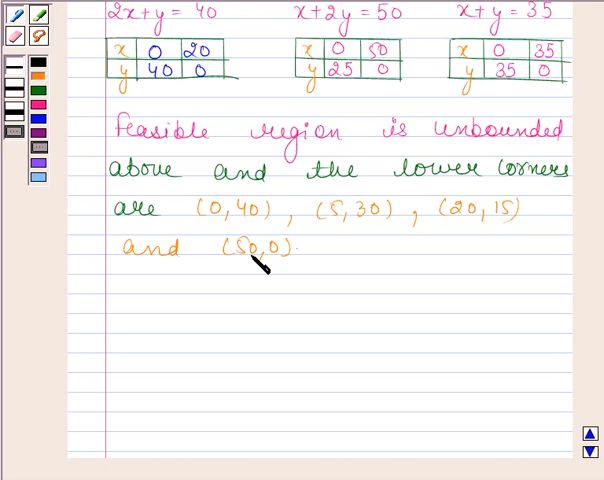 2x+y = 40 x+2y = 50 x+y = 35
x 0 20 x 0 50 x 0 35
y 40 0 y 25 0 y 35 0
Feasible region is unbounded
above and the lower corners
are (0,40) , (5,30) , (20,15)
and (50,0).